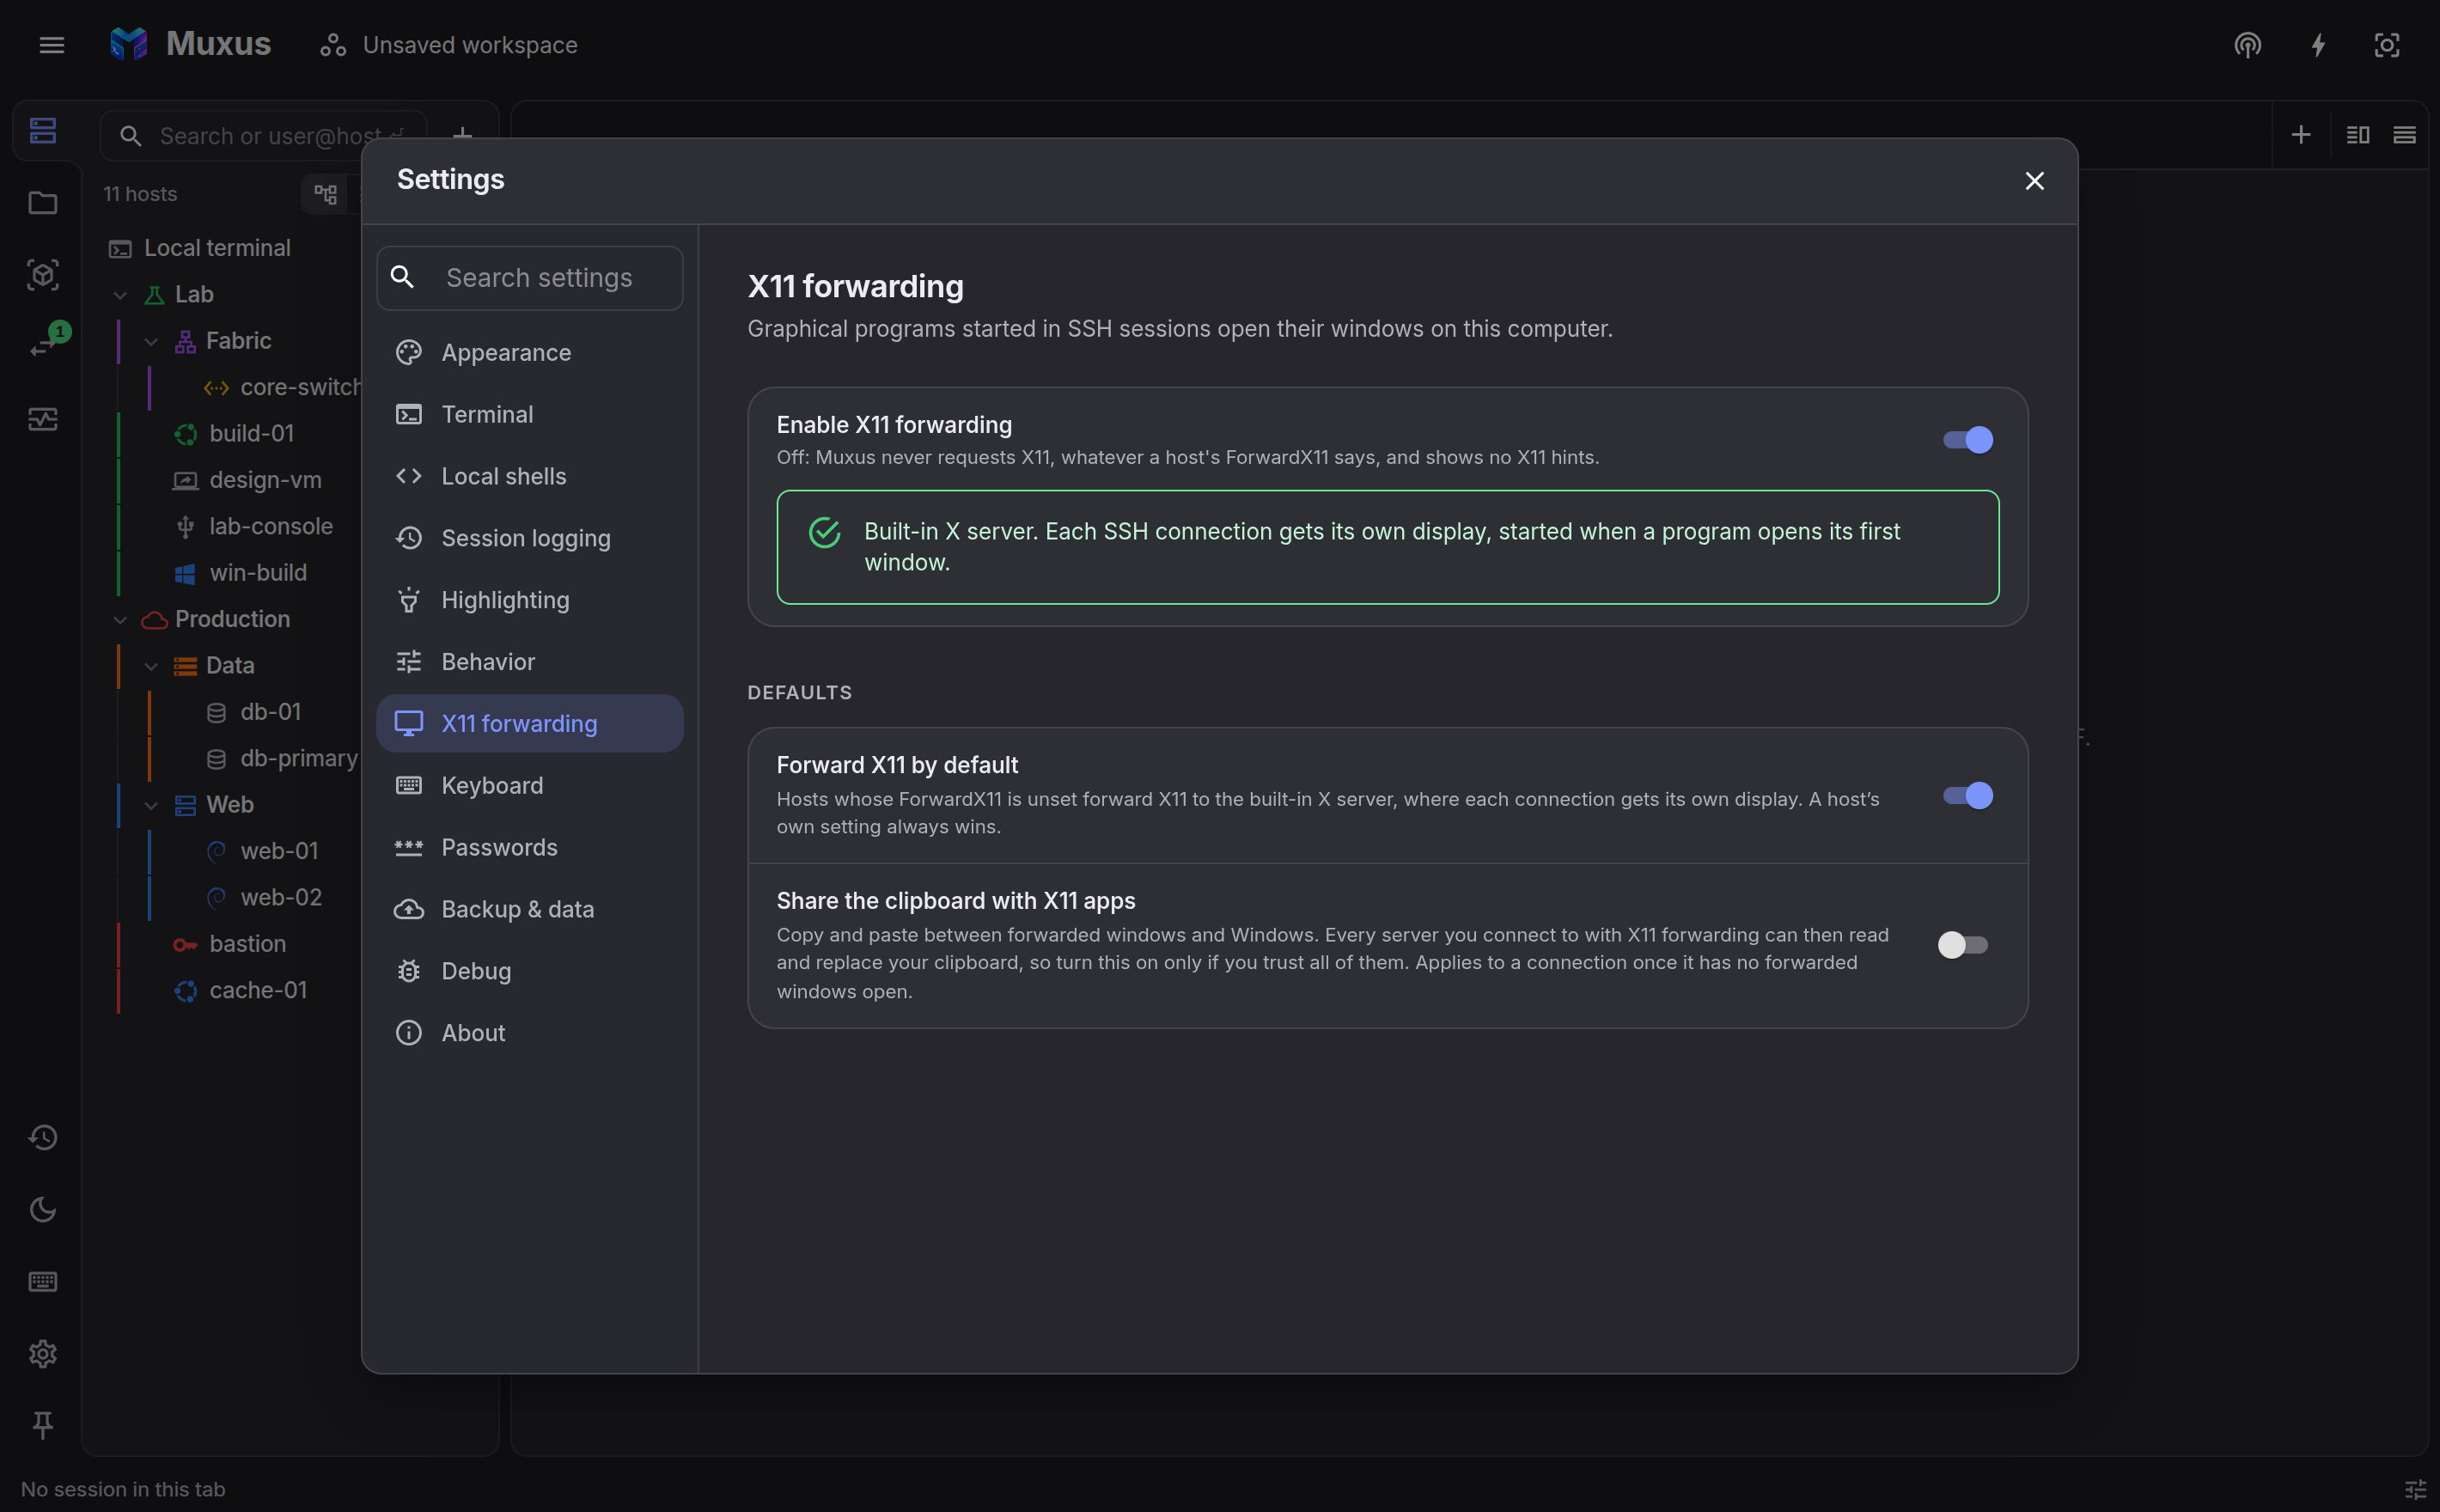 Muxus
Unsaved workspace
Search or user@host
11 hosts
Local terminal
Lab
Fabric
core-switch
build-01
design-vm
lab-console
win-build
Production
Data
db-01
db-primary
Web
web-01
web-02
bastion
cache-01
1
No session in this tab
Settings
Search settings
Appearance
Terminal
Local shells
Session logging
Highlighting
Behavior
X11 forwarding
Keyboard
Passwords
Backup & data
Debug
About
X11 forwarding
Graphical programs started in SSH sessions open their windows on this computer.
Enable X11 forwarding
Off: Muxus never requests X11, whatever a host's ForwardX11 says, and shows no X11 hints.
Built-in X server. Each SSH connection gets its own display, started when a program opens its first
window.
DEFAULTS
Forward X11 by default
Hosts whose ForwardX11 is unset forward X11 to the built-in X server, where each connection gets its own display. A host’s
own setting always wins.
Share the clipboard with X11 apps
Copy and paste between forwarded windows and Windows. Every server you connect to with X11 forwarding can then read
and replace your clipboard, so turn this on only if you trust all of them. Applies to a connection once it has no forwarded
windows open.